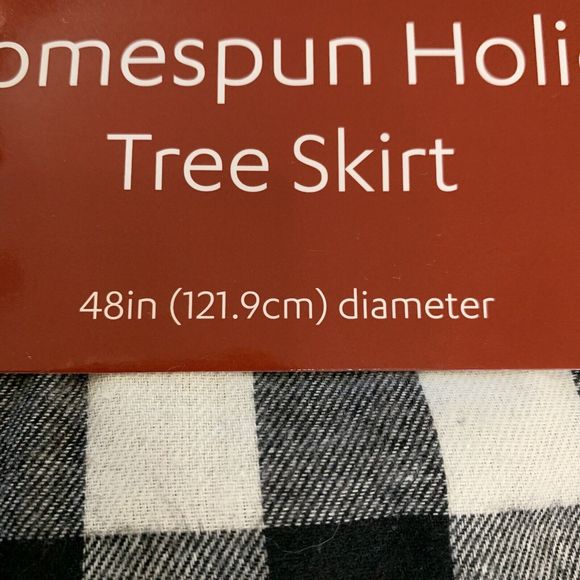 omespun Holi
Tree Skirt
48in (121.9cm) diameter